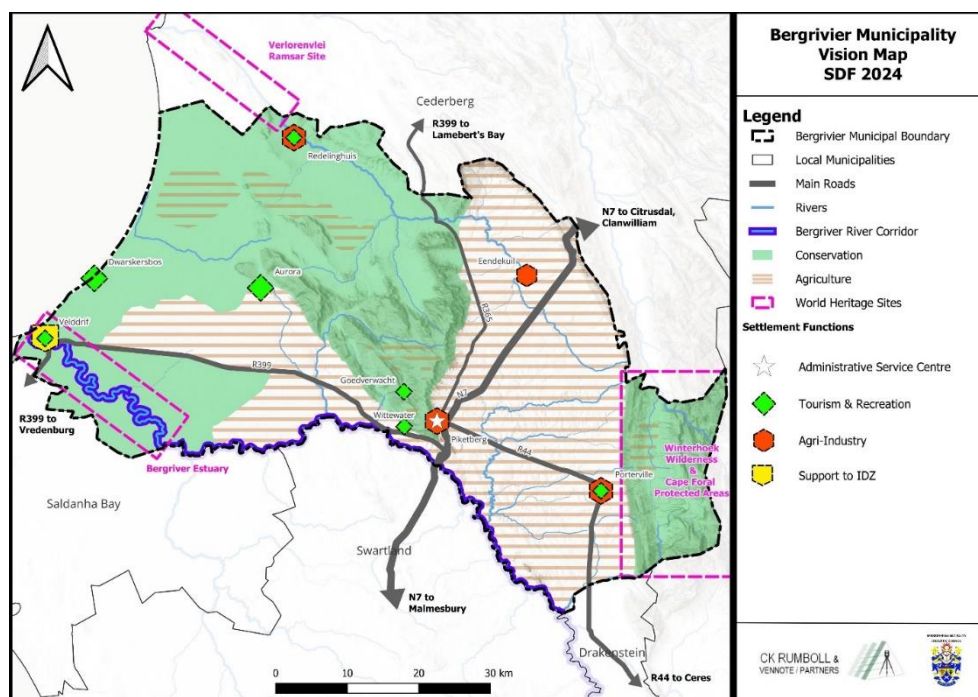 Verlorenvlei
Ramsar Site
Cederberg
R399 to
Lamebert's Bay
Redelinghuis
N7 to Citrusdal,
Clanwilliam
Dwarskersbos
Aurora
Eendekuil
R365
Velddrif
R399
Goedverwacht
N7
Wittewater
Piketberg
R44
R399 to
Vredenburg
Bergriver Estuary
Porterville
Winterhoek
Wilderness
&
Cape Foral
Protected Areas
Saldanha Bay
Swartland
N7 to
Malmesbury
Drakenstein
R44 to Ceres
0 10 20 30 km
Bergrivier Municipality
Vision Map
SDF 2024
Legend
Bergrivier Municipal Boundary
Local Municipalities
Main Roads
Rivers
Bergriver River Corridor
Conservation
Agriculture
World Heritage Sites
Settlement Functions
Administrative Service Centre
Tourism & Recreation
Agri-Industry
Support to IDZ
CK RUMBOLL &
VENNOTE / PARTNERS